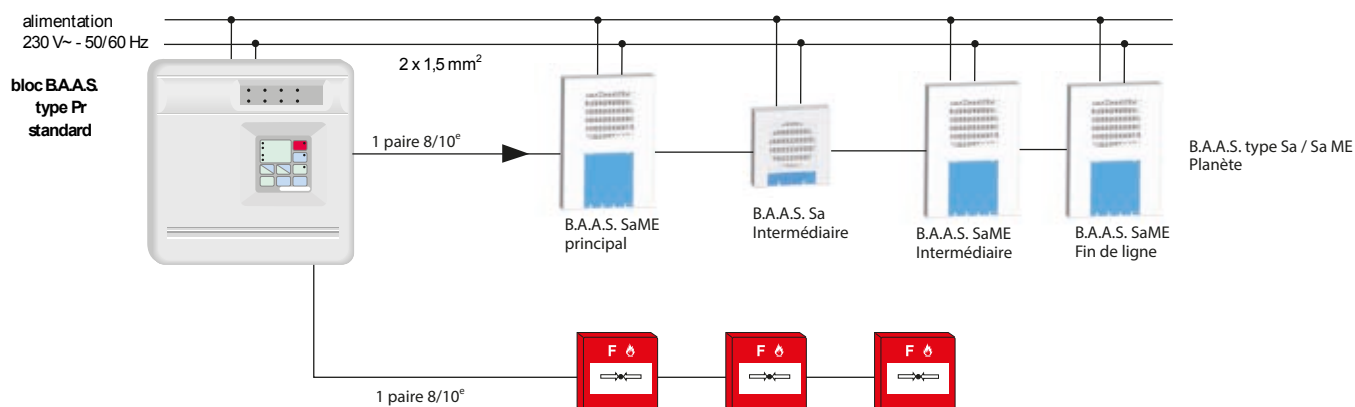 alimentation
230 V~ - 50/60 Hz
bloc B.A.A.S.
type Pr
standard
2 x 1,5 mm²
1 paire 8/10ᵉ
B.A.A.S. SaME
principal
B.A.A.S. Sa
Intermédiaire
B.A.A.S. SaME
Intermédiaire
B.A.A.S. SaME
Fin de ligne
B.A.A.S. type Sa / Sa ME
Planète
1 paire 8/10ᵉ
F
F
F